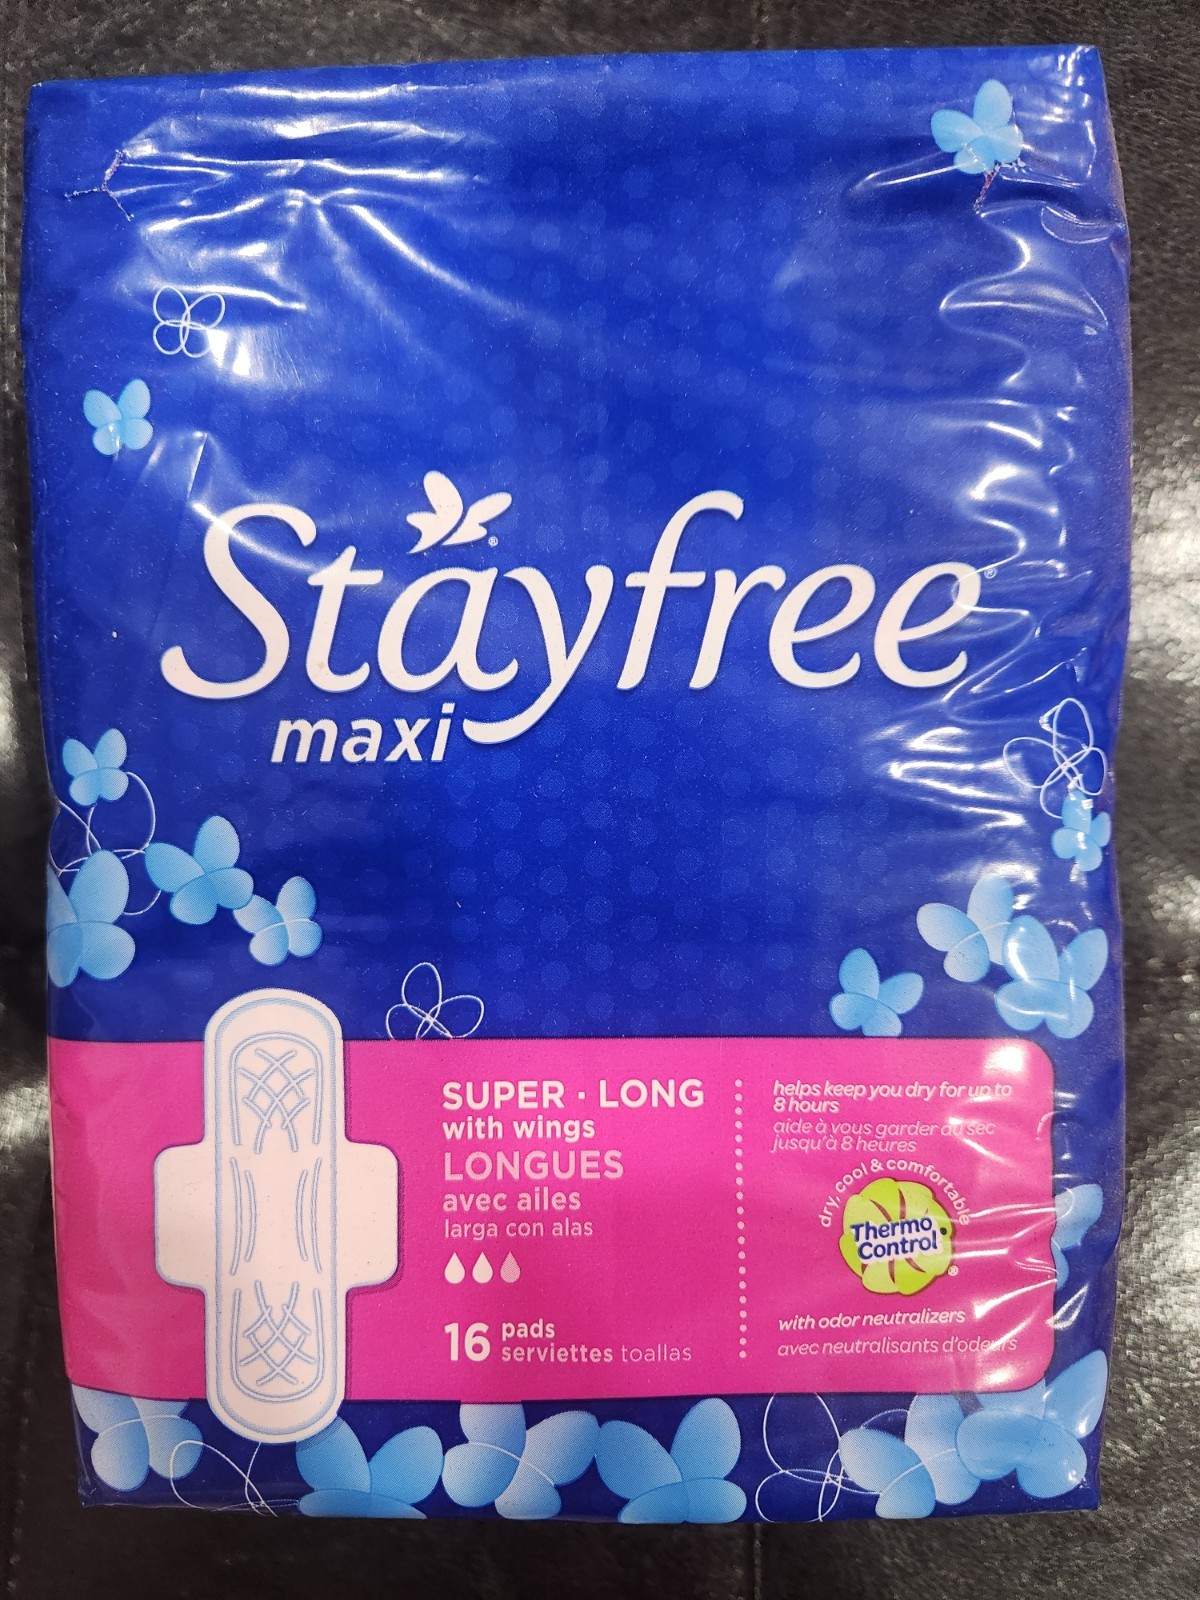 Stayfree®
maxi
SUPER · LONG
with wings
LONGUES
avec ailes
larga con alas
16 pads
serviettes toallas
helps keep you dry for up to
8 hours
aide à vous garder au sec
jusqu'à 8 heures
dry, cool & comfortable
Thermo
Control®
with odor neutralizers
avec neutralisants d'odeurs